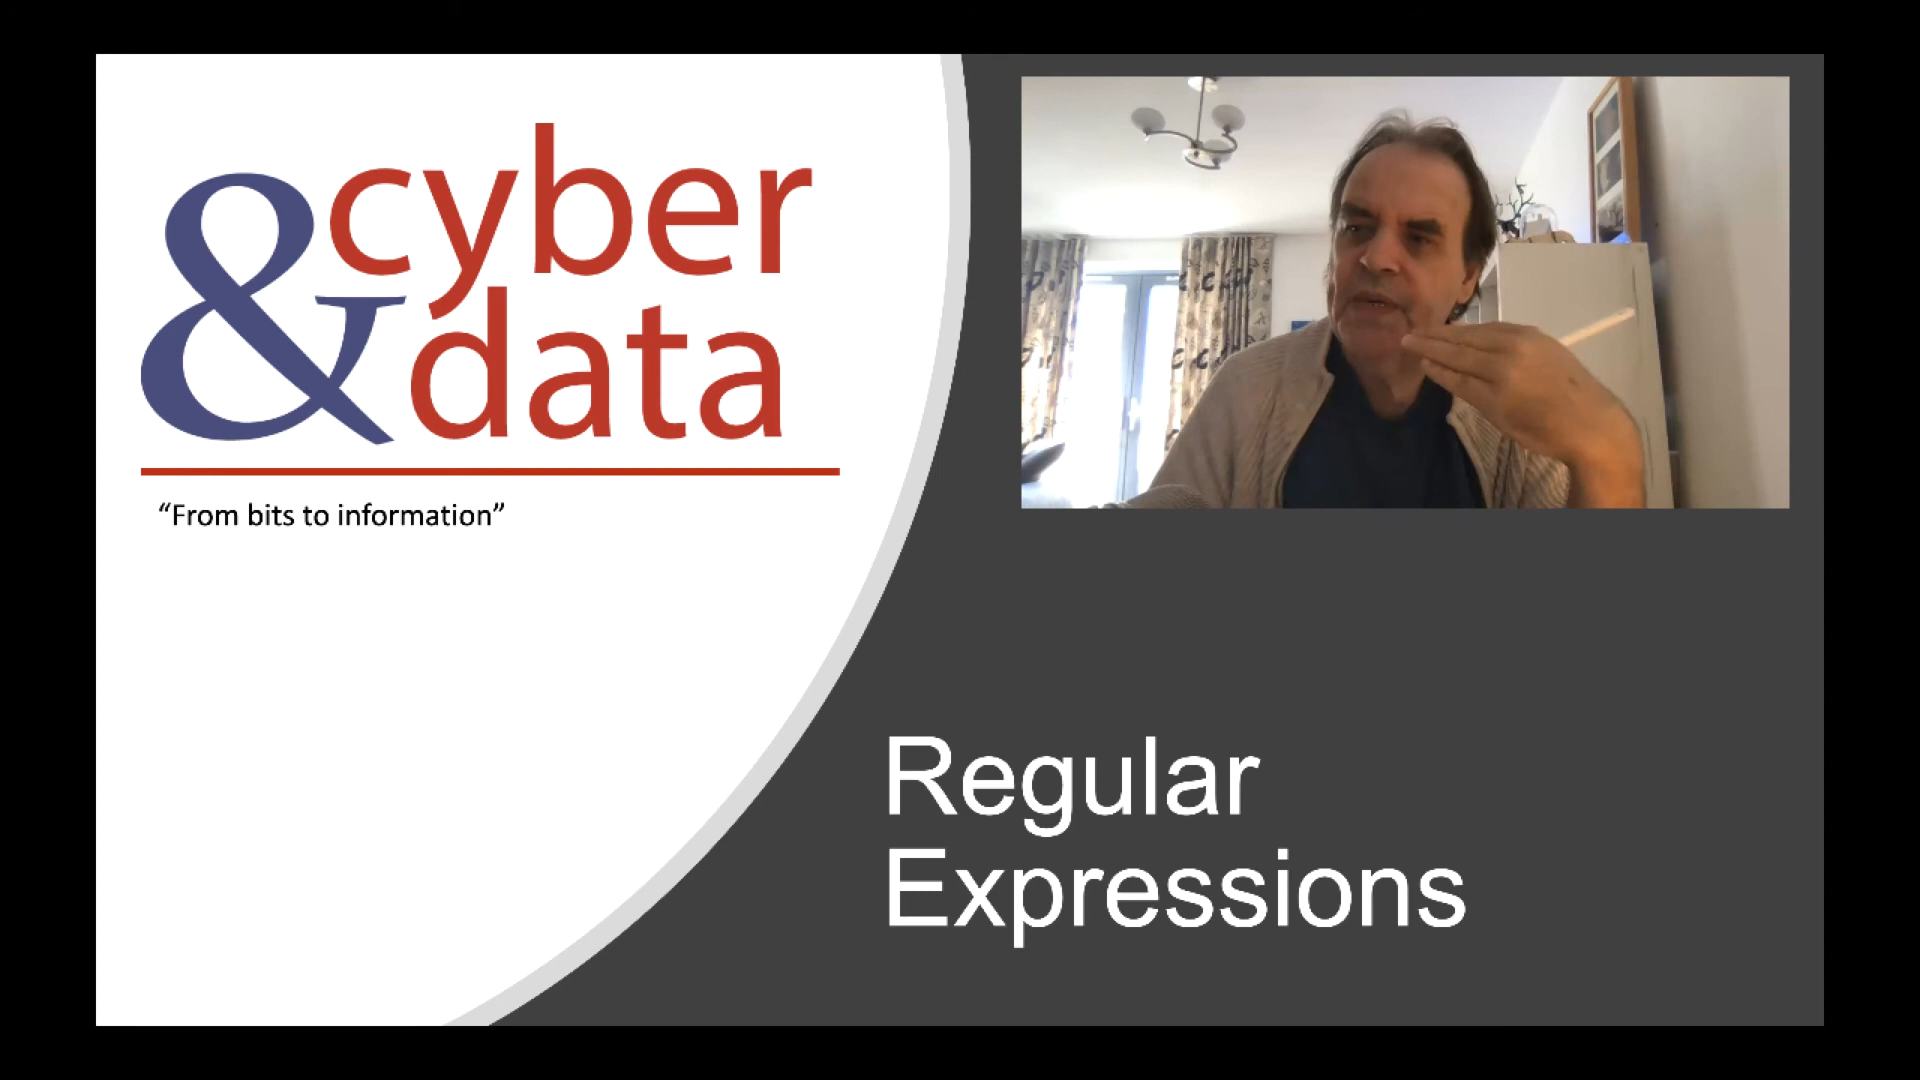 &cyber
data
“From bits to information”
Regular
Expressions